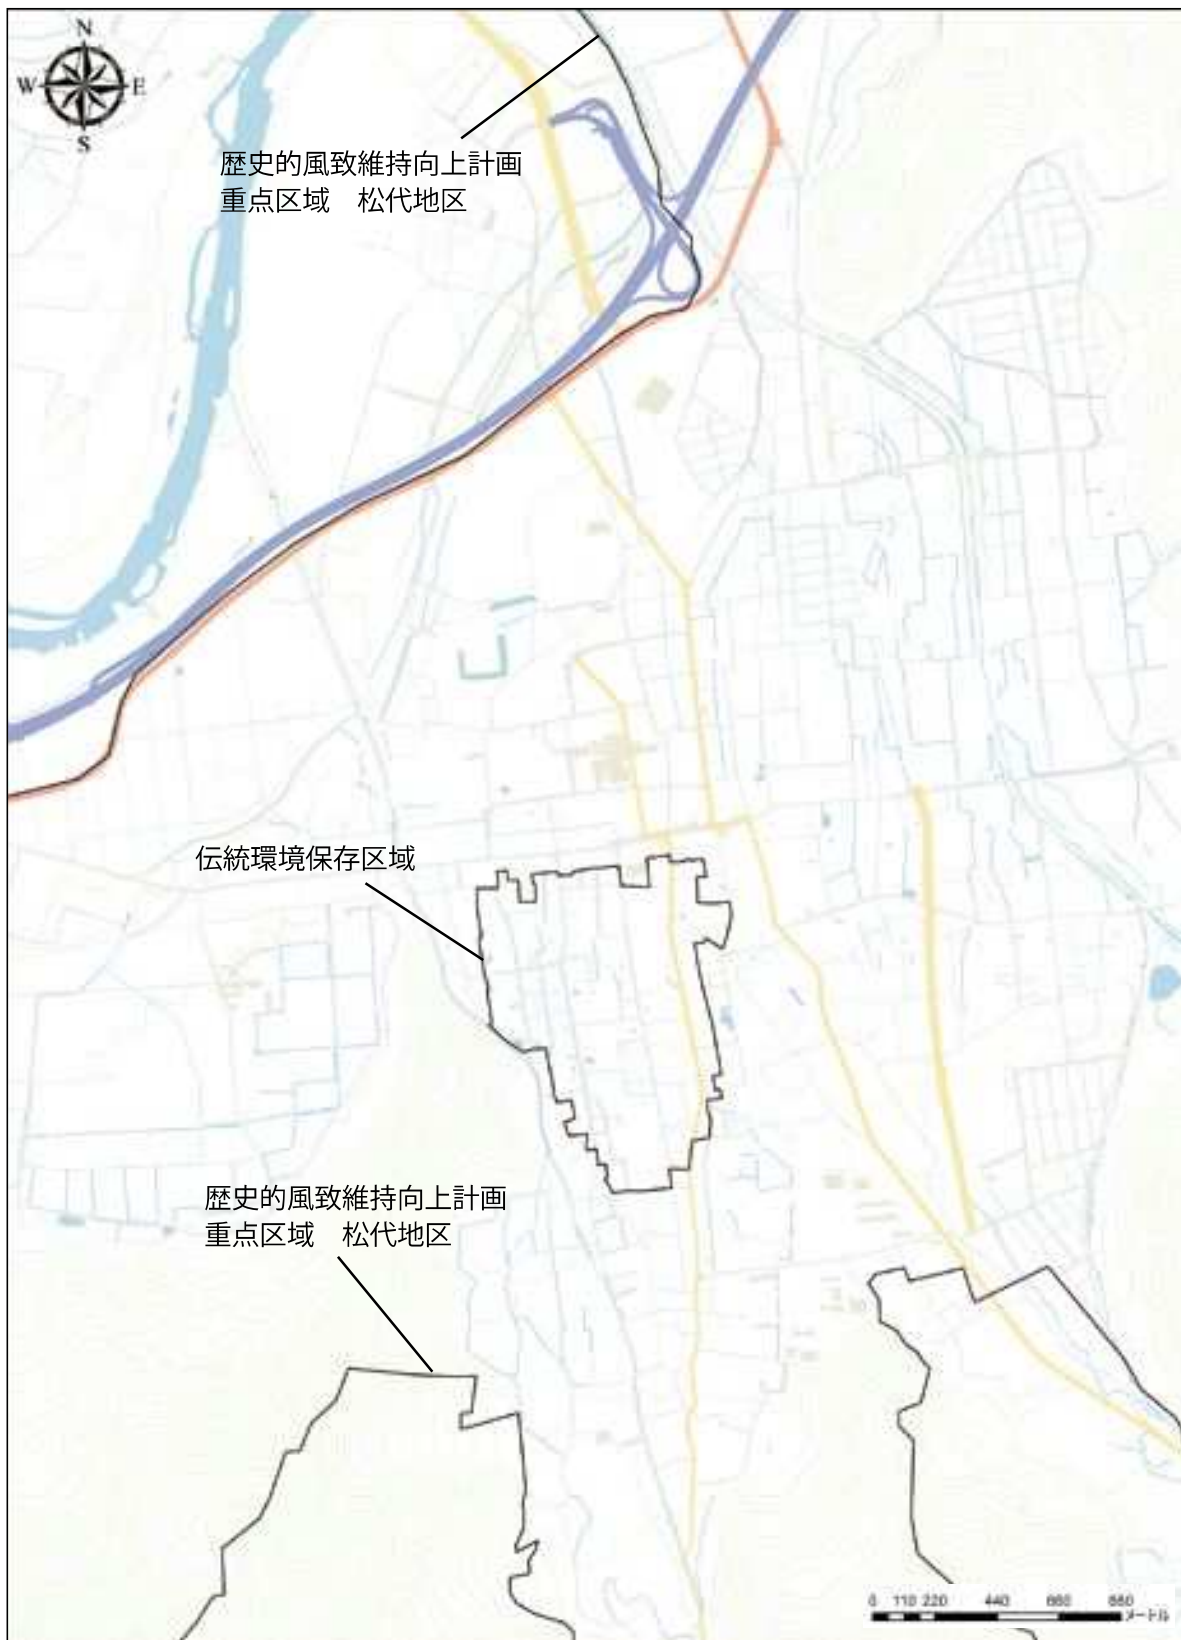 N
W E
S
歴史的風致維持向上計画
重点区域　松代地区
伝統環境保存区域
歴史的風致維持向上計画
重点区域　松代地区
0 110 220 440 660 880
メートル